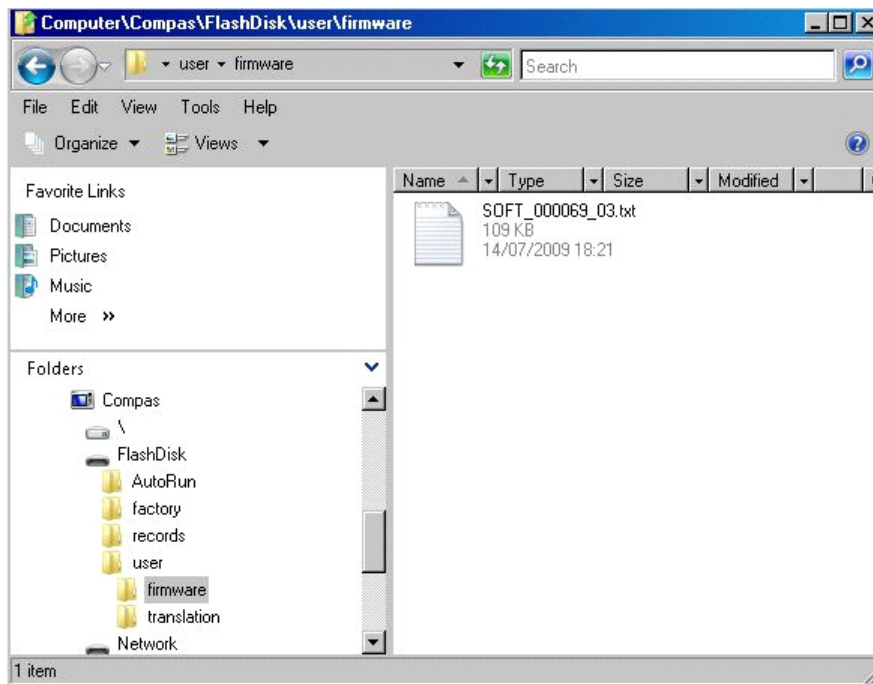 Computer\Compas\FlashDisk\user\firmware
user firmware
Search
File Edit View Tools Help
Organize Views
Favorite Links
Documents
Pictures
Music
More »
Folders
Compas
\
FlashDisk
AutoRun
factory
records
user
firmware
translation
Network
Name Type Size Modified
SOFT_000069_03.txt
109 KB
14/07/2009 18:21
1 item